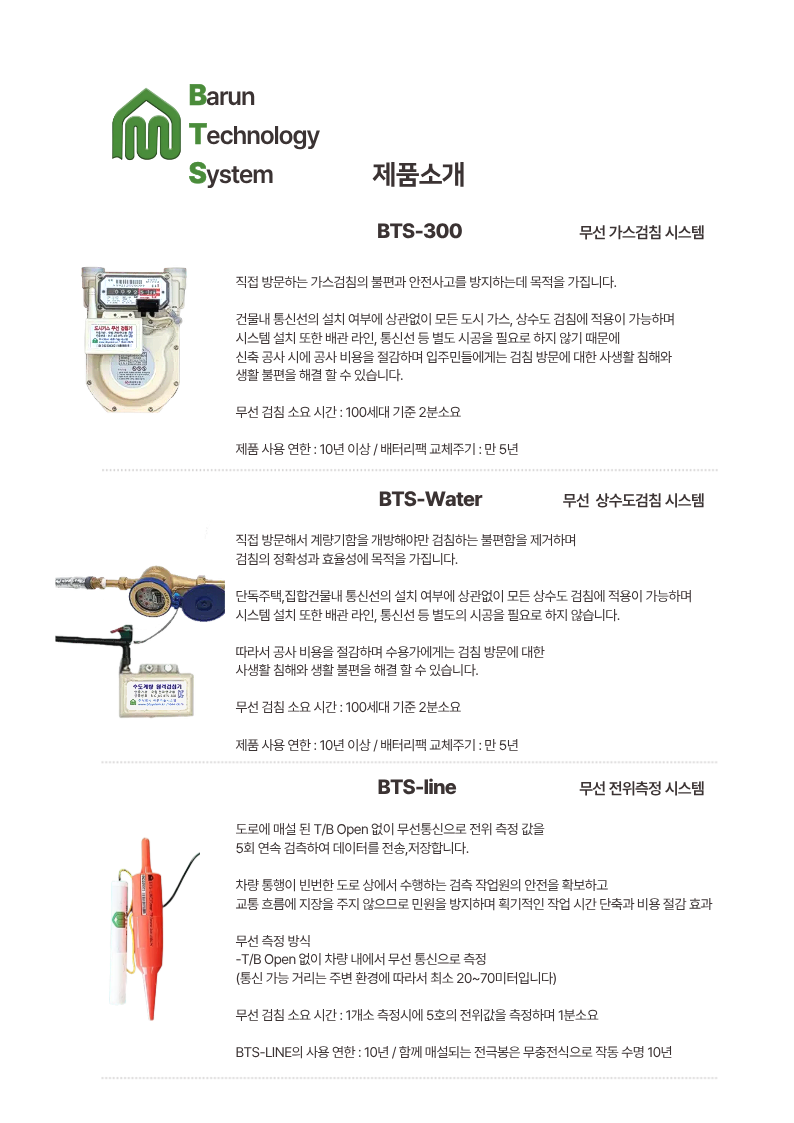 Barun
Technology
System
제품소개
BTS-300
무선 가스검침 시스템
직접 방문하는 가스검침의 불편과 안전사고를 방지하는데 목적을 가집니다.
건물내 통신선의 설치 여부에 상관없이 모든 도시 가스, 상수도 검침에 적용이 가능하며
시스템 설치 또한 배관 라인, 통신선 등 별도 시공을 필요로 하지 않기 때문에
신축 공사 시에 공사 비용을 절감하며 입주민들에게는 검침 방문에 대한 사생활 침해와
생활 불편을 해결 할 수 있습니다.
무선 검침 소요 시간 : 100세대 기준 2분소요
제품 사용 연한 : 10년 이상 / 배터리팩 교체주기 : 만 5년
도시가스 무선 검침기
BTS-Water
무선 상수도검침 시스템
직접 방문해서 계량기함을 개방해야만 검침하는 불편함을 제거하며
검침의 정확성과 효율성에 목적을 가집니다.
단독주택,집합건물내 통신선의 설치 여부에 상관없이 모든 상수도 검침에 적용이 가능하며
시스템 설치 또한 배관 라인, 통신선 등 별도의 시공을 필요로 하지 않습니다.
따라서 공사 비용을 절감하며 수용가에게는 검침 방문에 대한
사생활 침해와 생활 불편을 해결 할 수 있습니다.
무선 검침 소요 시간 : 100세대 기준 2분소요
제품 사용 연한 : 10년 이상 / 배터리팩 교체주기 : 만 5년
수도계량 원격검침기
BTS-line
무선 전위측정 시스템
도로에 매설 된 T/B Open 없이 무선통신으로 전위 측정 값을
5회 연속 검측하여 데이터를 전송,저장합니다.
차량 통행이 빈번한 도로 상에서 수행하는 검측 작업원의 안전을 확보하고
교통 흐름에 지장을 주지 않으므로 민원을 방지하며 획기적인 작업 시간 단축과 비용 절감 효과
무선 측정 방식
-T/B Open 없이 차량 내에서 무선 통신으로 측정
(통신 가능 거리는 주변 환경에 따라서 최소 20~70미터입니다)
무선 검침 소요 시간 : 1개소 측정시에 5호의 전위값을 측정하며 1분소요
BTS-LINE의 사용 연한 : 10년 / 함께 매설되는 전극봉은 무충전식으로 작동 수명 10년